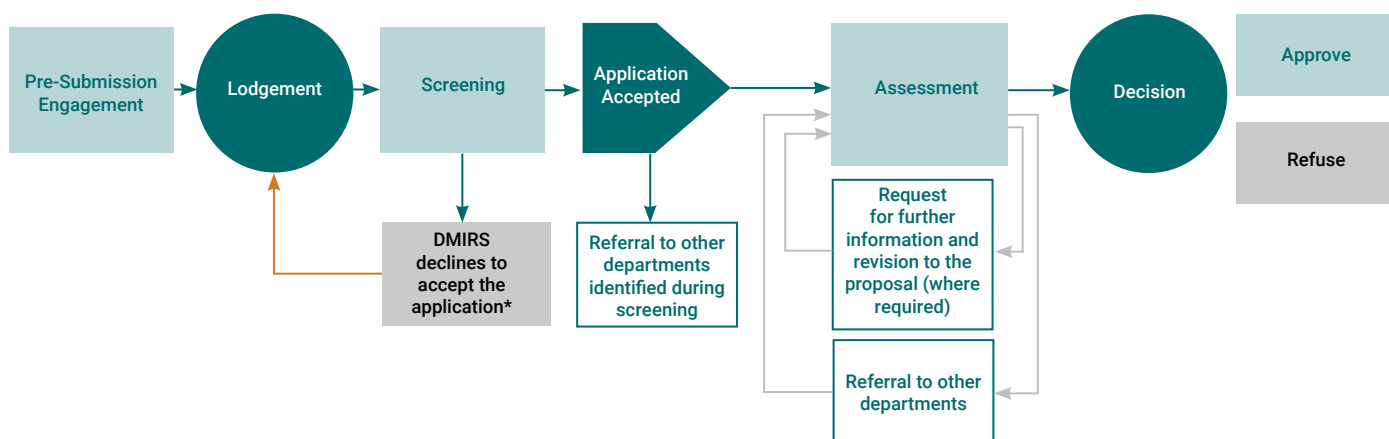 Pre-Submission
Engagement
Lodgement
Screening
Application
Accepted
Assessment
Decision
Approve
Refuse
DMIRS
declines to
accept the
application*
Referral to other
departments
identified during
screening
Request
for further
information and
revision to the
proposal (where
required)
Referral to other
departments